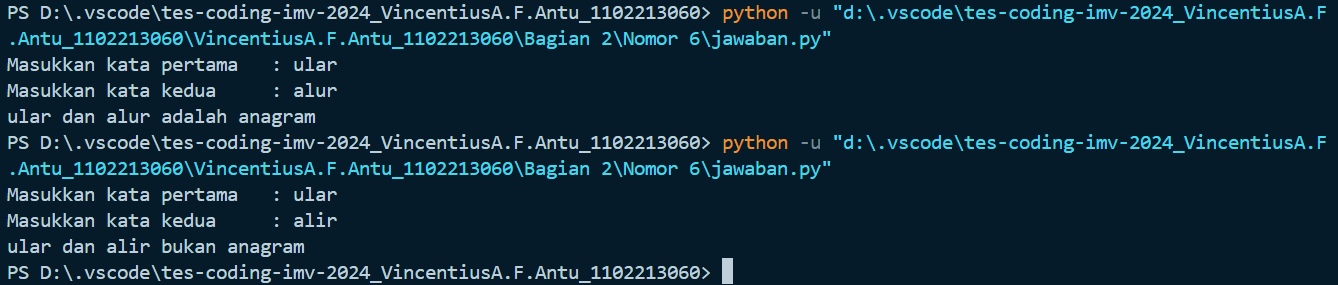 PS D:\.vscode\tes-coding-imv-2024_VincentiusA.F.Antu_1102213060> python -u "d:\.vscode\tes-coding-imv-2024_VincentiusA.F
.Antu_1102213060\VincentiusA.F.Antu_1102213060\Bagian 2\Nomor 6\jawaban.py"
Masukkan kata pertama   : ular
Masukkan kata kedua     : alur
ular dan alur adalah anagram
PS D:\.vscode\tes-coding-imv-2024_VincentiusA.F.Antu_1102213060> python -u "d:\.vscode\tes-coding-imv-2024_VincentiusA.F
.Antu_1102213060\VincentiusA.F.Antu_1102213060\Bagian 2\Nomor 6\jawaban.py"
Masukkan kata pertama   : ular
Masukkan kata kedua     : alir
ular dan alir bukan anagram
PS D:\.vscode\tes-coding-imv-2024_VincentiusA.F.Antu_1102213060>